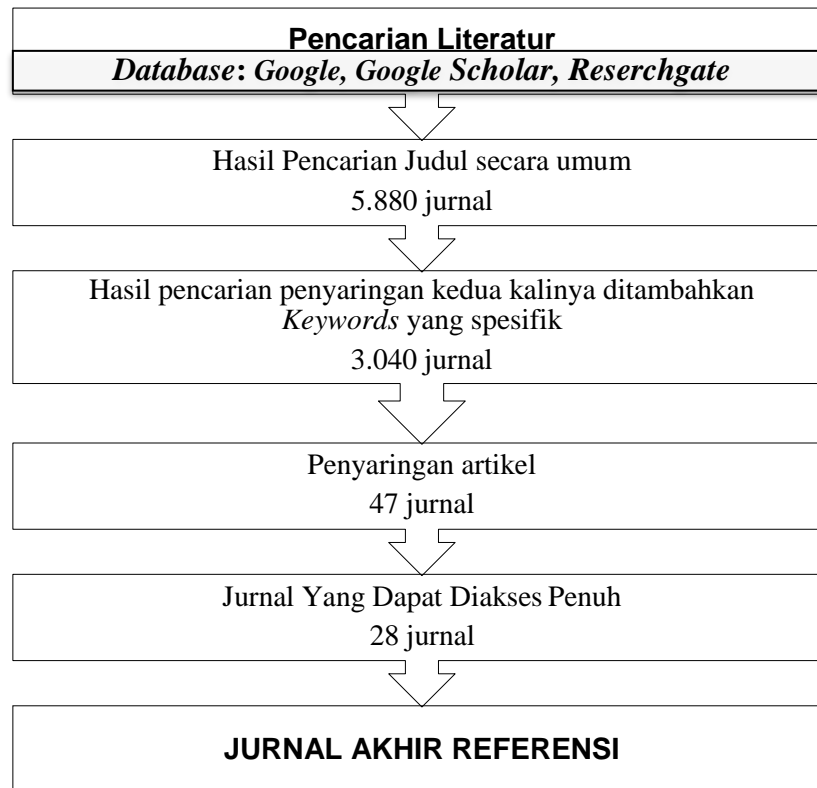 Pencarian Literatur
Database: Google, Google Scholar, Reserchgate
Hasil Pencarian Judul secara umum
5.880 jurnal
Hasil pencarian penyaringan kedua kalinya ditambahkan
Keywords yang spesifik
3.040 jurnal
Penyaringan artikel
47 jurnal
Jurnal Yang Dapat Diakses Penuh
28 jurnal
JURNAL AKHIR REFERENSI